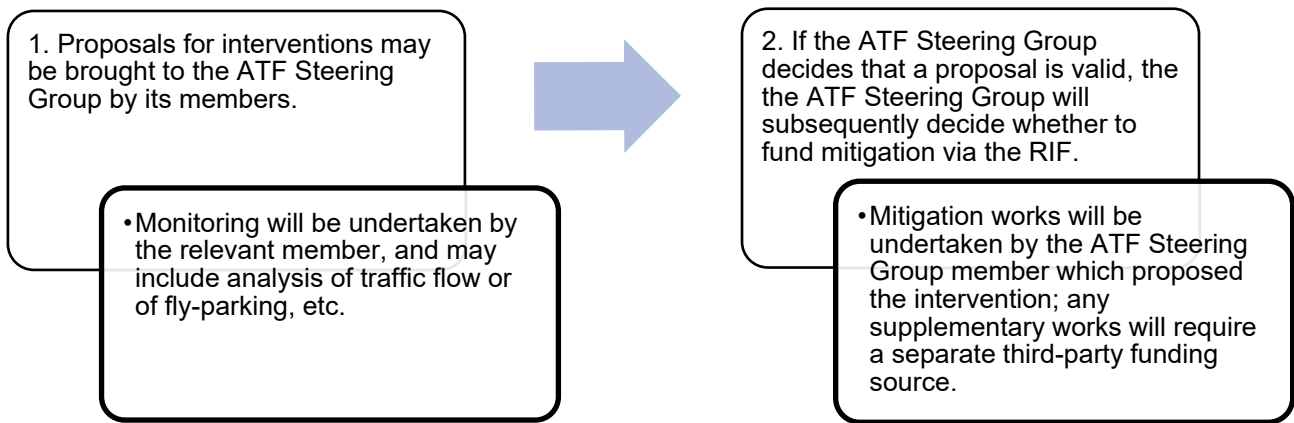 1. Proposals for interventions may
be brought to the ATF Steering
Group by its members.
•Monitoring will be undertaken by
the relevant member, and may
include analysis of traffic flow or
of fly-parking, etc.
2. If the ATF Steering Group
decides that a proposal is valid, the
the ATF Steering Group will
subsequently decide whether to
fund mitigation via the RIF.
•Mitigation works will be
undertaken by the ATF Steering
Group member which proposed
the intervention; any
supplementary works will require
a separate third-party funding
source.